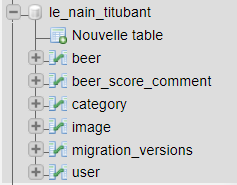 le_nain_titubant
Nouvelle table
beer
beer_score_comment
category
image
migration_versions
user